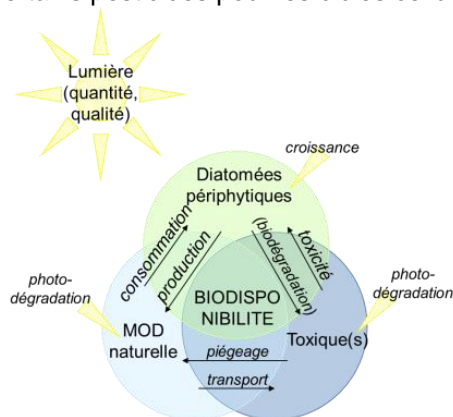 Lumière
(quantité,
qualité)
croissance
Diatomées
périphytiques
consommation
production
(biodégradation)
toxicité
photo-
dégradation
photo-
dégradation
BIODISPO
NIBILITE
MOD
naturelle
Toxique(s)
piégeage
transport